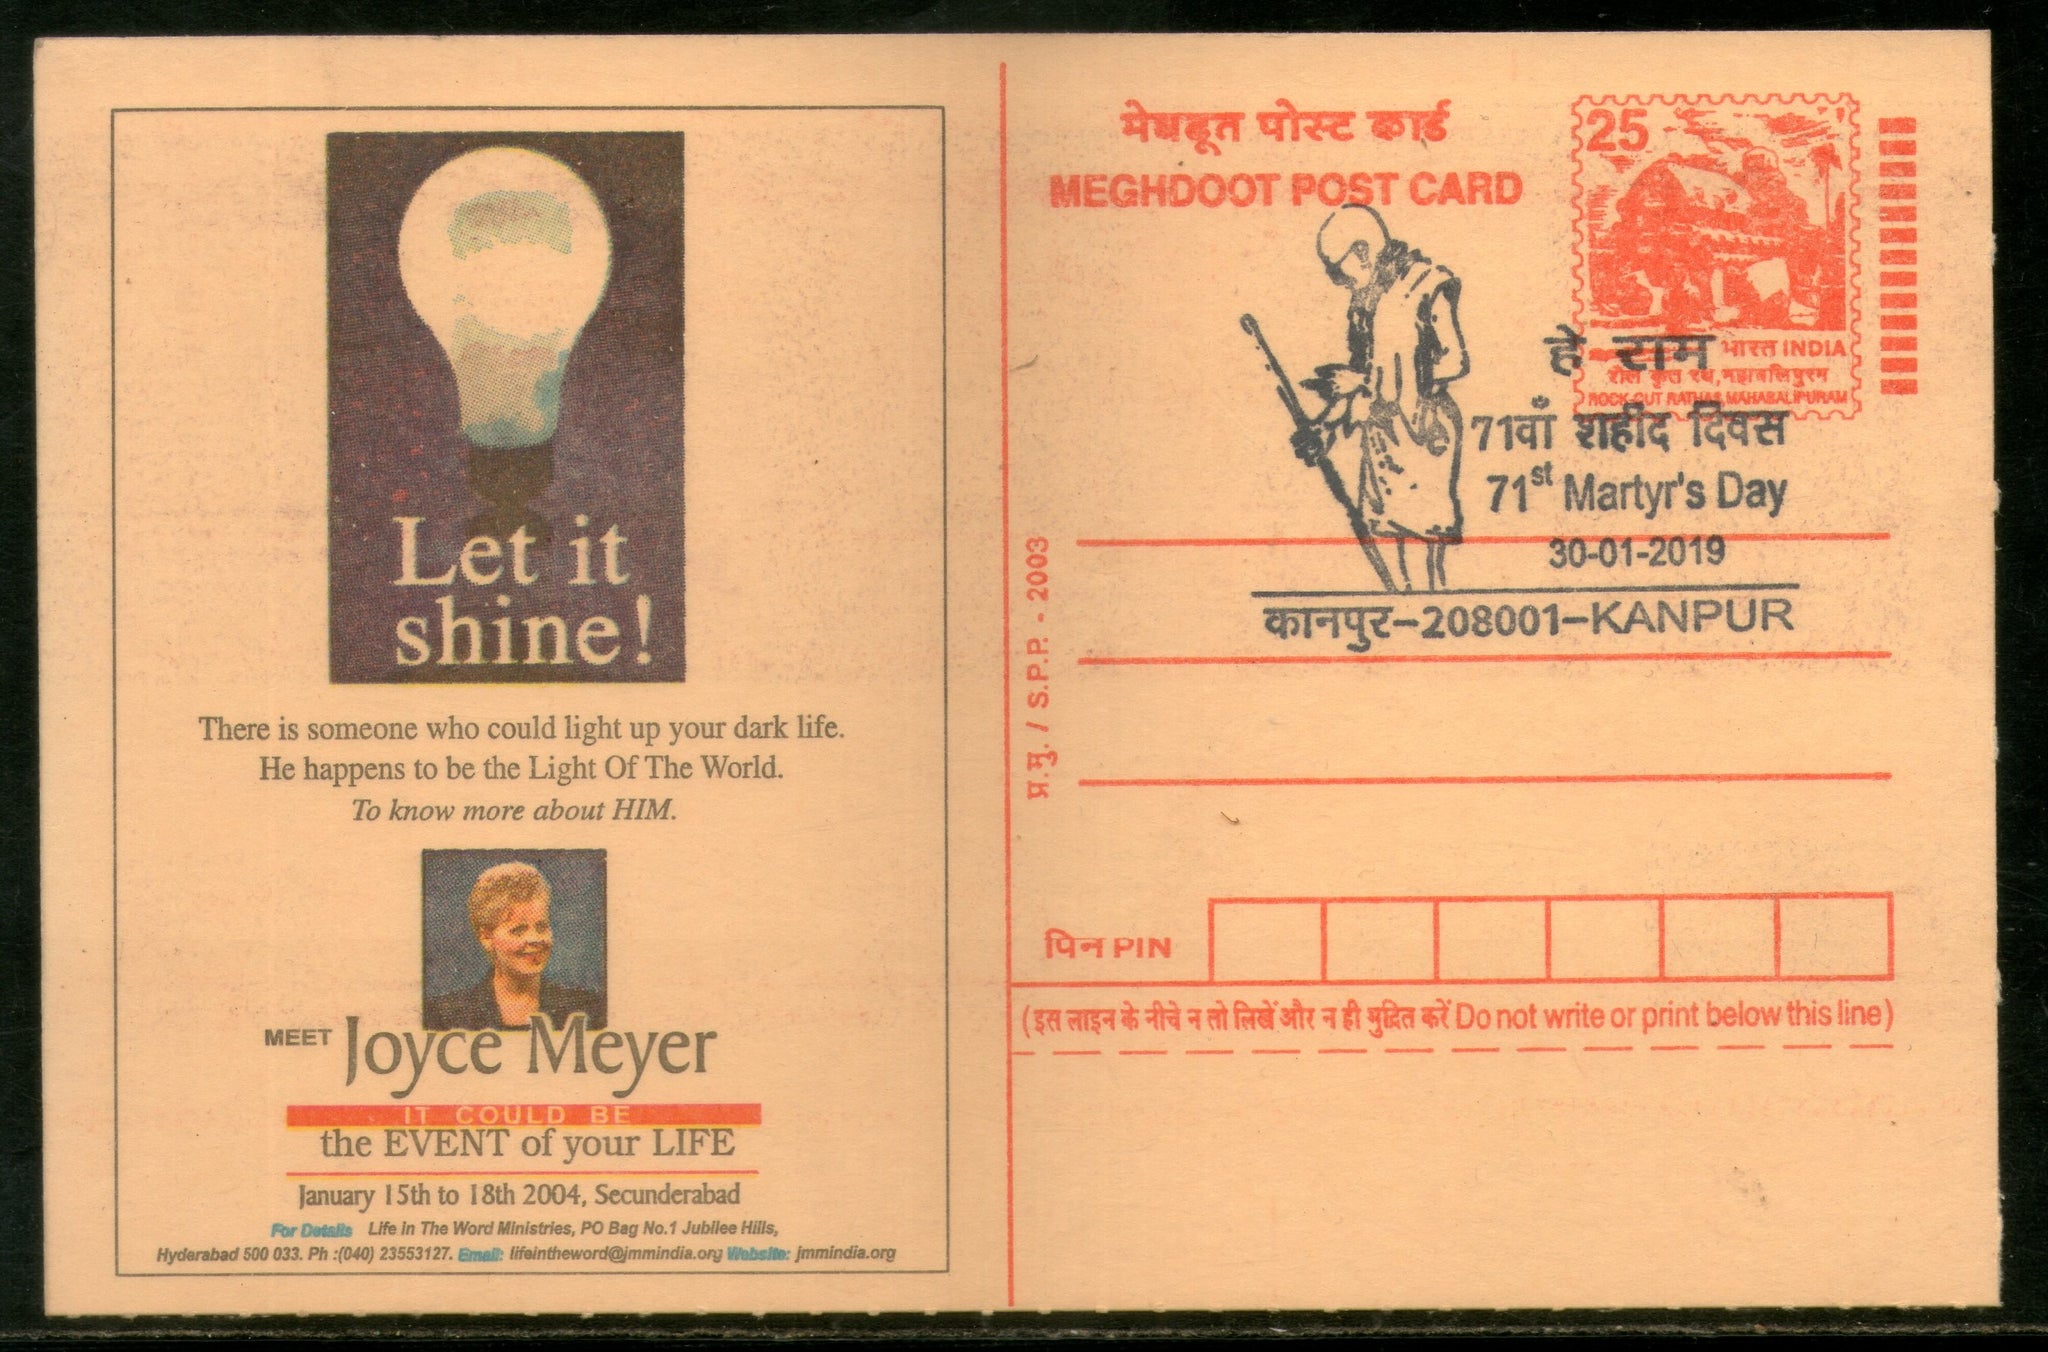 Let it
shine!
There is someone who could light up your dark life.
He happens to be the Light Of The World.
To know more about HIM.
MEET Joyce Meyer
IT COULD BE
the EVENT of your LIFE
January 15th to 18th 2004, Secunderabad
For Details Life in The Word Ministries, PO Bag No.1 Jubilee Hills,
Hyderabad 500 033. Ph :(040) 23553127. Email: lifeintheword@jmmindia.org Website: jmmindia.org
प्र.मु. / S.P.P. - 2003
मेघदूत पोस्ट कार्ड
MEGHDOOT POST CARD
25
भारत INDIA
शैल कृत रथ, महाबलिपुरम
ROCK CUT RATHAS, MAHABALIPURAM
हे राम
71वाँ शहीद दिवस
71st Martyr's Day
30-01-2019
कानपुर-208001-KANPUR
पिन PIN
(इस लाइन के नीचे न तो लिखें और न ही मुद्रित करें Do not write or print below this line)